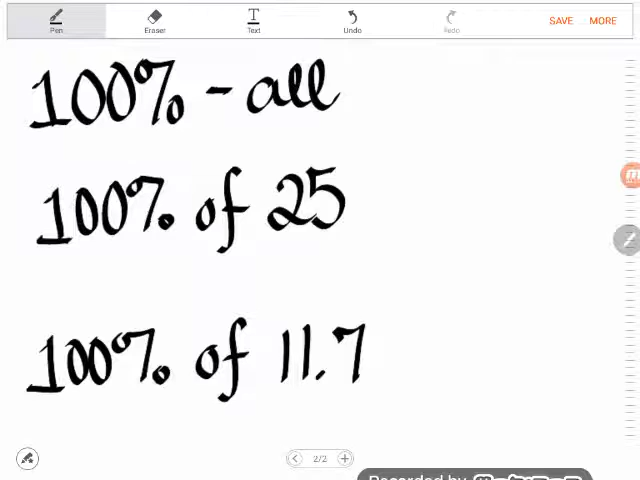 Pen Eraser Text Undo Redo SAVE MORE
100% - all
100% of 25
100% of 11.7
2/2
Recorded by